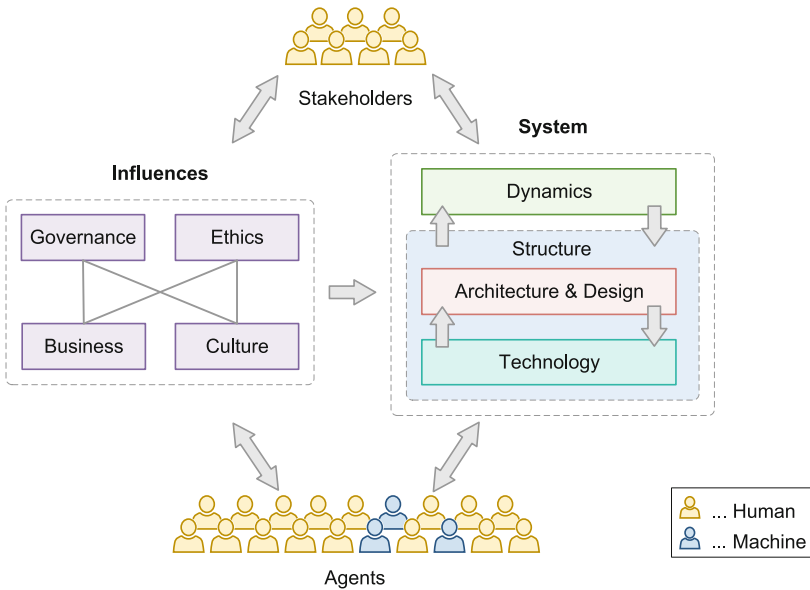 Stakeholders
System
Influences
Governance
Ethics
Business
Culture
Dynamics
Structure
Architecture & Design
Technology
Agents
... Human
... Machine